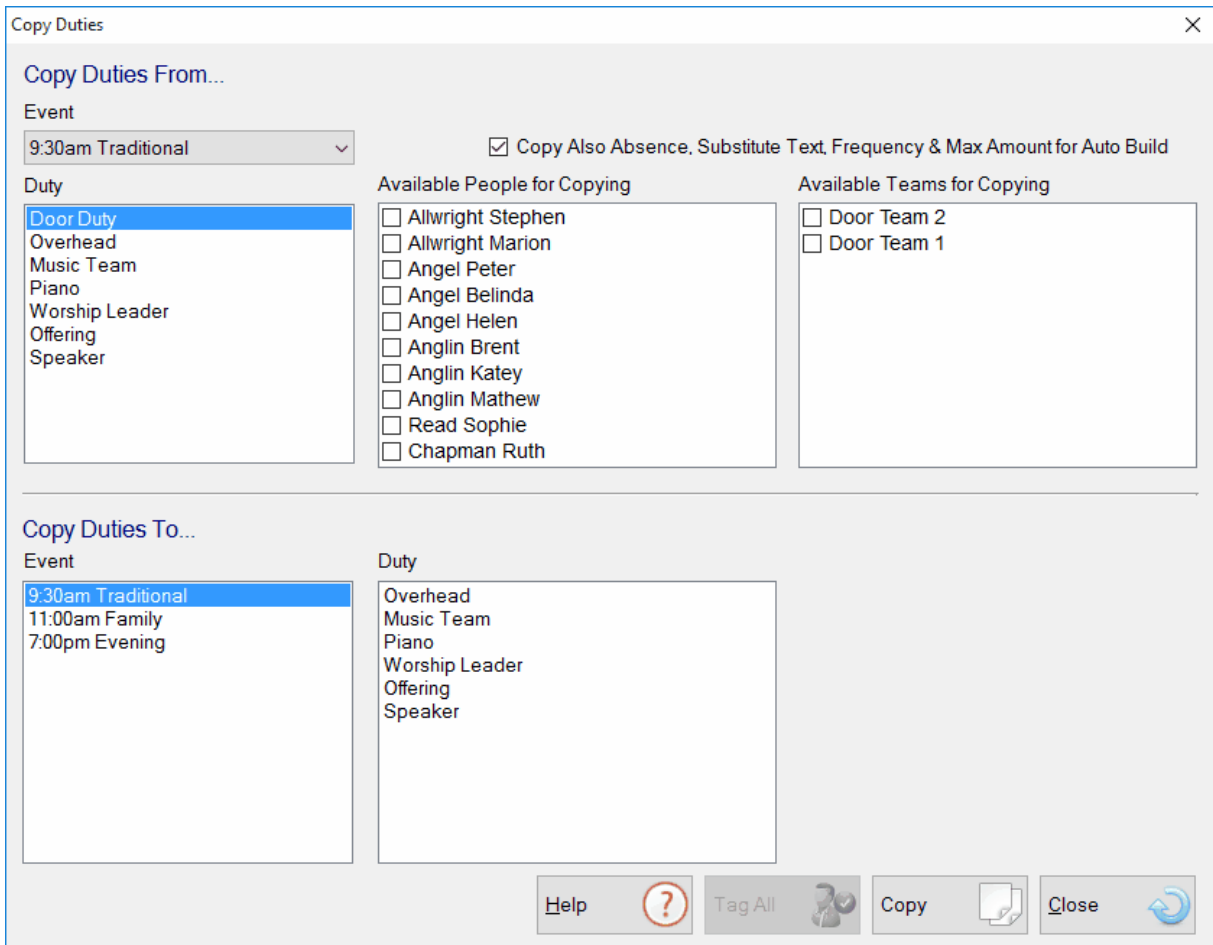 Copy Duties
Copy Duties From...
Event
9:30am Traditional
Copy Also Absence, Substitute Text, Frequency & Max Amount for Auto Build
Duty
Door Duty
Overhead
Music Team
Piano
Worship Leader
Offering
Speaker
Available People for Copying
Allwright Stephen
Allwright Marion
Angel Peter
Angel Belinda
Angel Helen
Anglin Brent
Anglin Katey
Anglin Mathew
Read Sophie
Chapman Ruth
Available Teams for Copying
Door Team 2
Door Team 1
Copy Duties To...
Event
9:30am Traditional
11:00am Family
7:00pm Evening
Duty
Overhead
Music Team
Piano
Worship Leader
Offering
Speaker
Help ?
Tag All
Copy
Close